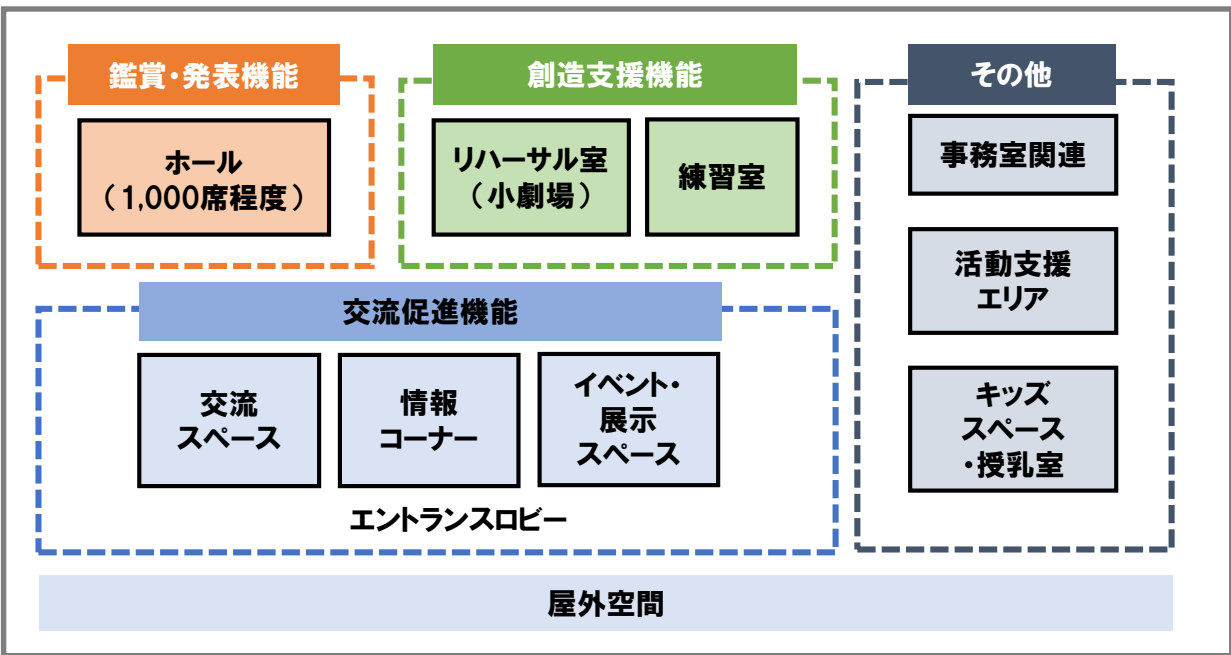 鑑賞・発表機能
ホール
（1,000席程度）
創造支援機能
リハーサル室
（小劇場）
練習室
その他
事務室関連
活動支援
エリア
キッズ
スペース
・授乳室
交流促進機能
交流
スペース
情報
コーナー
イベント・
展示
スペース
エントランスロビー
屋外空間